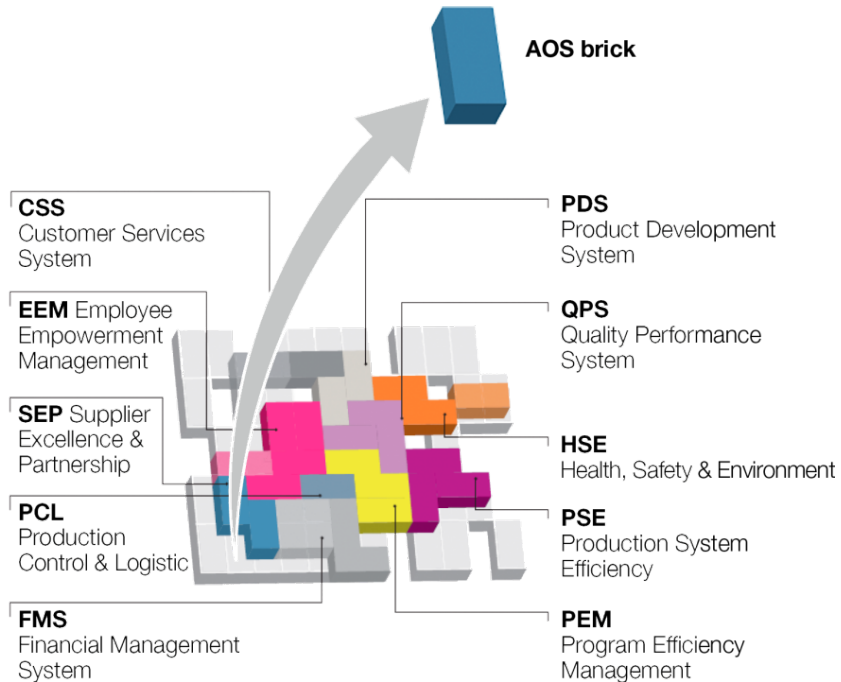 AOS brick
CSS
Customer Services
System
EEM Employee
Empowerment
Management
SEP Supplier
Excellence &
Partnership
PCL
Production
Control & Logistic
FMS
Financial Management
System
PDS
Product Development
System
QPS
Quality Performance
System
HSE
Health, Safety & Environment
PSE
Production System
Efficiency
PEM
Program Efficiency
Management